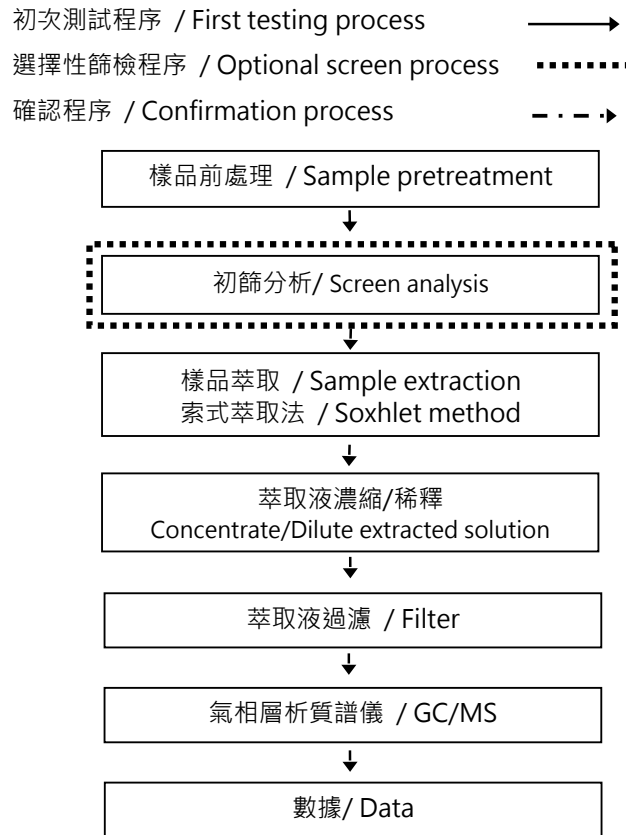 初次測試程序 / First testing process
選擇性篩檢程序 / Optional screen process
確認程序 / Confirmation process
樣品前處理 / Sample pretreatment
初篩分析/ Screen analysis
樣品萃取 / Sample extraction
索式萃取法 / Soxhlet method
萃取液濃縮/稀釋
Concentrate/Dilute extracted solution
萃取液過濾 / Filter
氣相層析質譜儀 / GC/MS
數據/ Data